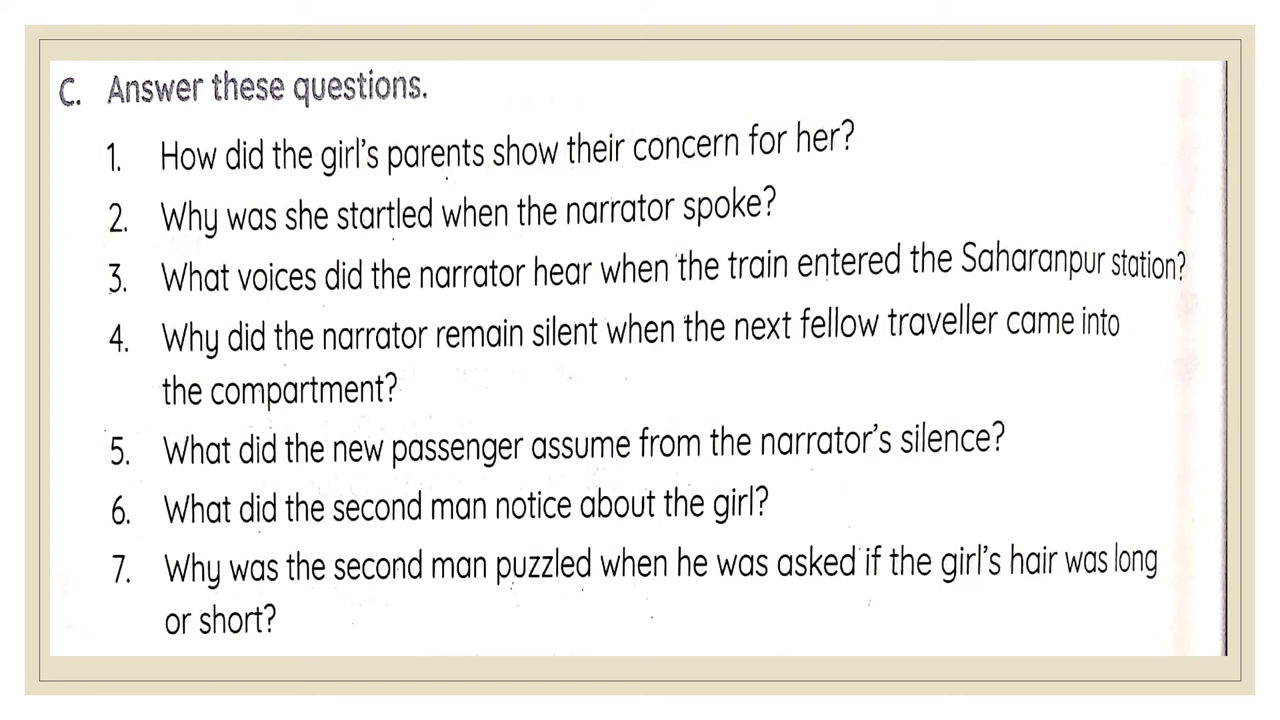 C. Answer these questions.
1. How did the girl's parents show their concern for her?
2. Why was she startled when the narrator spoke?
3. What voices did the narrator hear when the train entered the Saharanpur station?
4. Why did the narrator remain silent when the next fellow traveller came into
the compartment?
5. What did the new passenger assume from the narrator's silence?
6. What did the second man notice about the girl?
7. Why was the second man puzzled when he was asked if the girl's hair was long
or short?